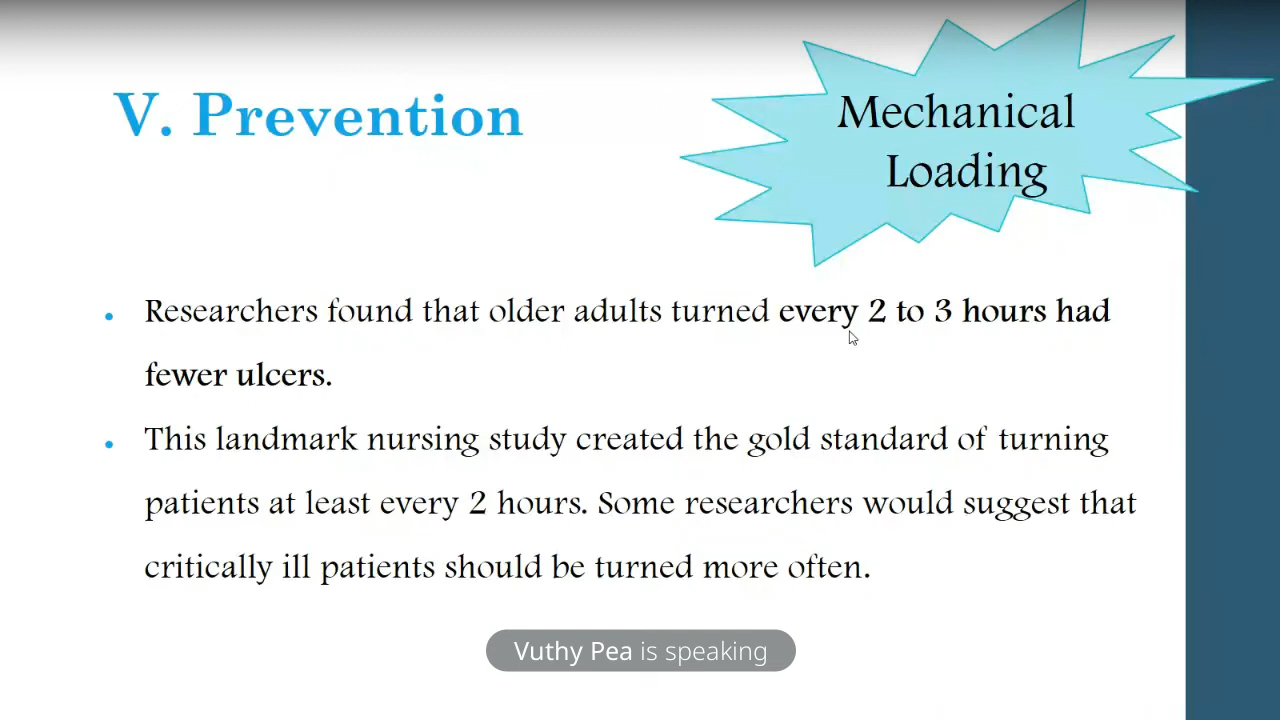 V. Prevention
Mechanical
Loading
• Researchers found that older adults turned every 2 to 3 hours had
fewer ulcers.
• This landmark nursing study created the gold standard of turning
patients at least every 2 hours. Some researchers would suggest that
critically ill patients should be turned more often.
Vuthy Pea is speaking